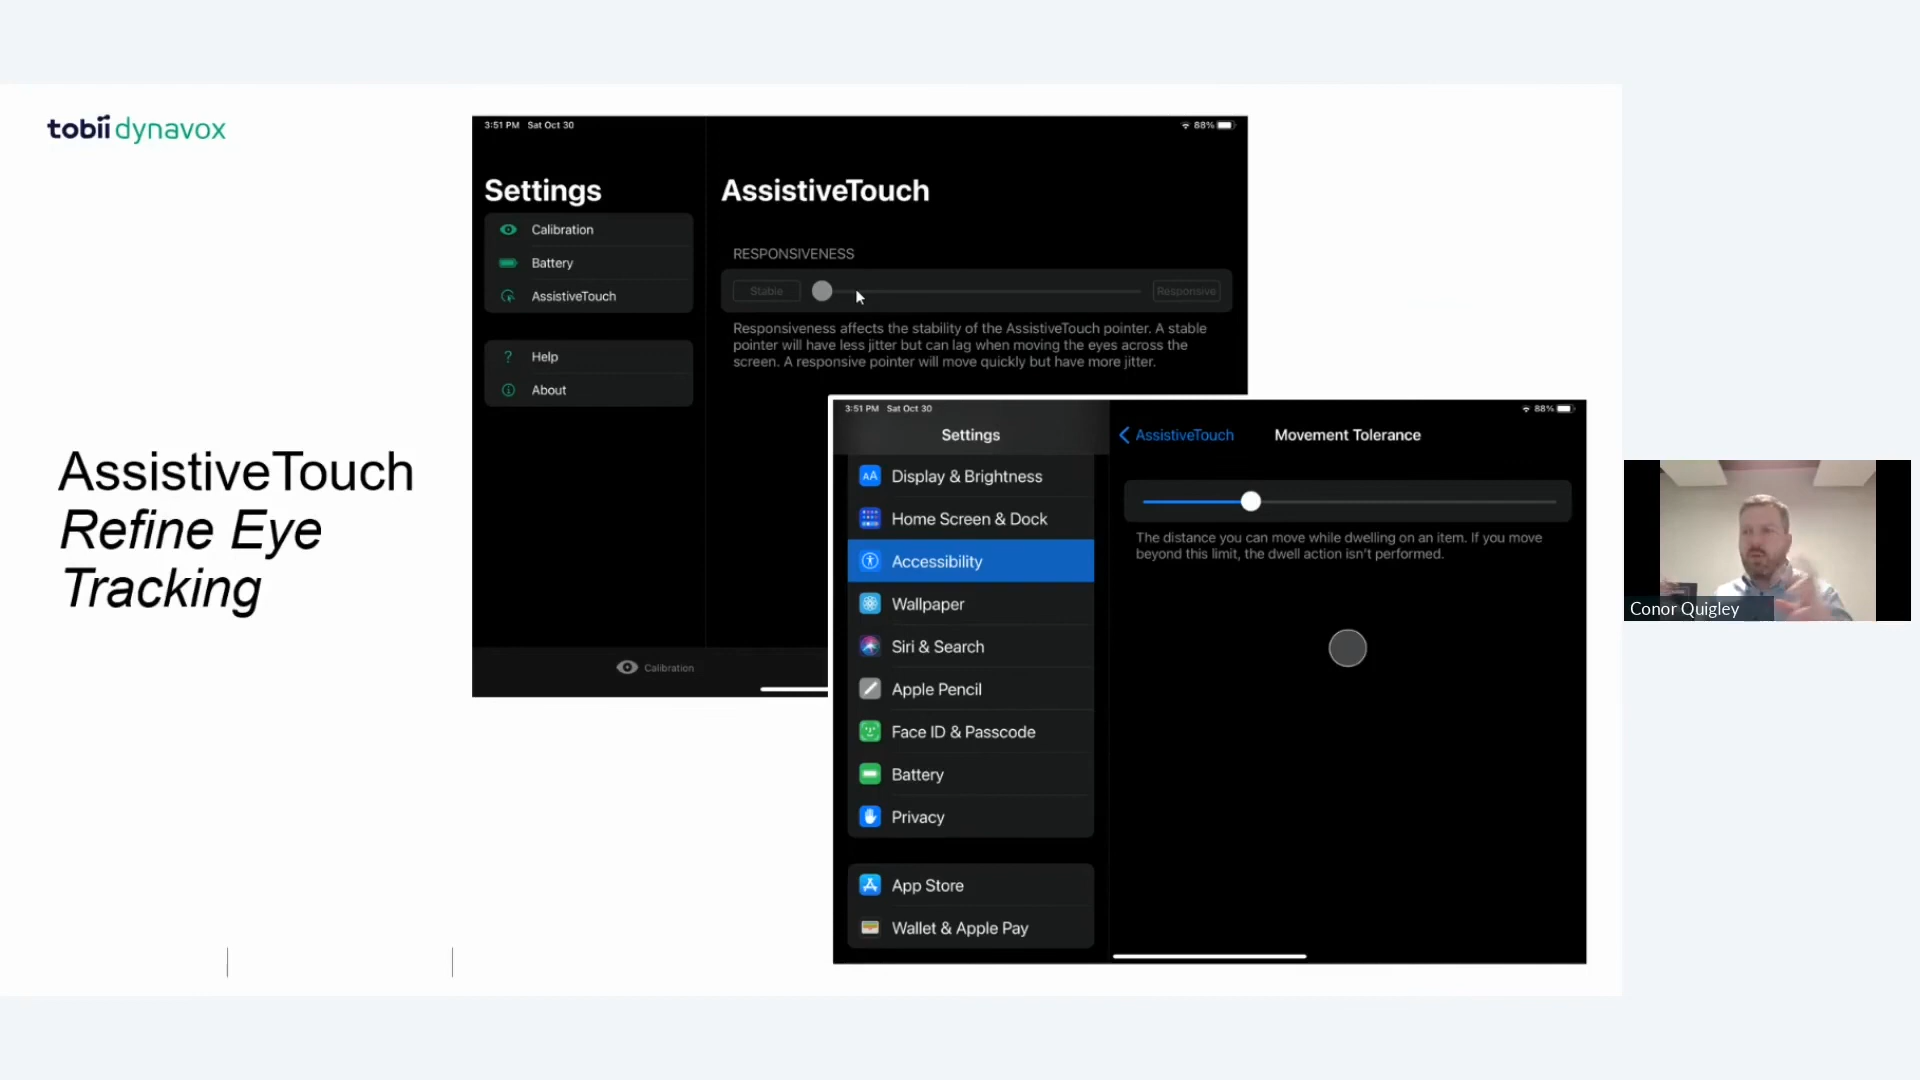 tobii dynavox
AssistiveTouch
Refine Eye
Tracking
3:51 PM Sat Oct 30
88%
Settings
Calibration
Battery
AssistiveTouch
? Help
About
AssistiveTouch
RESPONSIVENESS
Stable
Responsive
Responsiveness affects the stability of the AssistiveTouch pointer. A stable
pointer will have less jitter but can lag when moving the eyes across the
screen. A responsive pointer will move quickly but have more jitter.
Calibration
3:51 PM Sat Oct 30
88%
Settings
AA Display & Brightness
Home Screen & Dock
Accessibility
Wallpaper
Siri & Search
Apple Pencil
Face ID & Passcode
Battery
Privacy
App Store
Wallet & Apple Pay
AssistiveTouch
Movement Tolerance
The distance you can move while dwelling on an item. If you move
beyond this limit, the dwell action isn't performed.
Conor Quigley